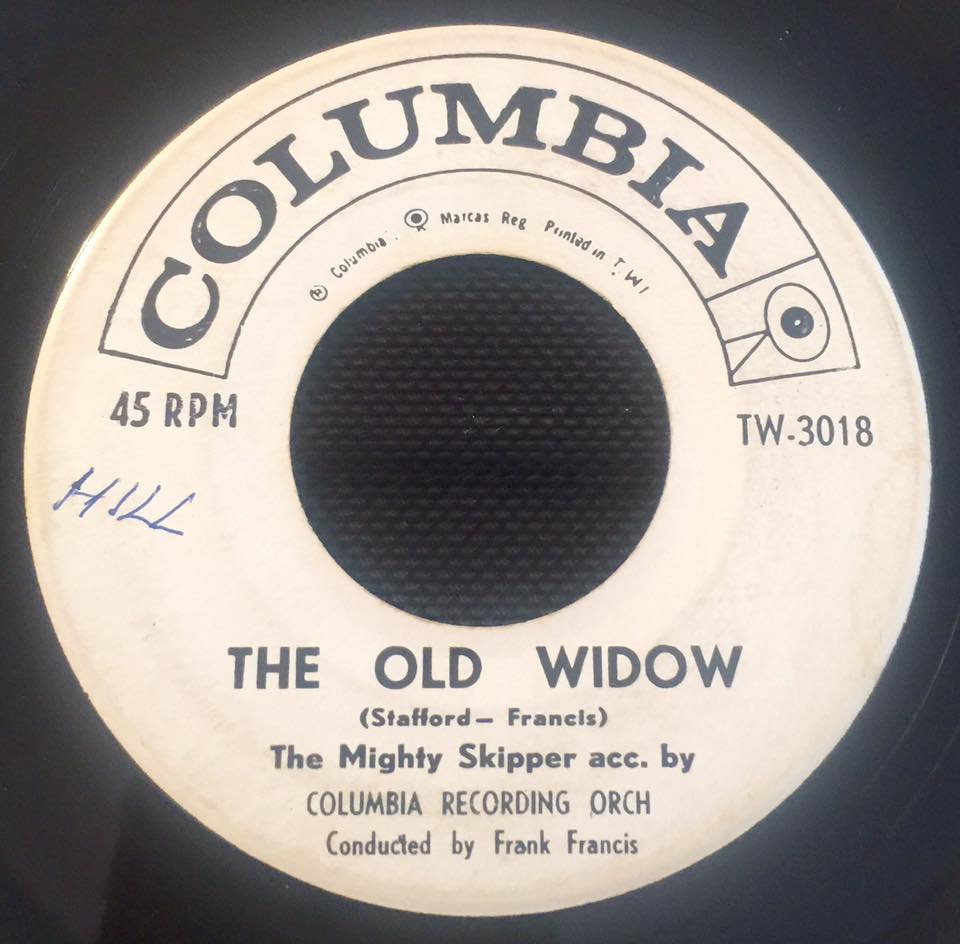 COLUMBIA
Ⓗ Columbia. Marcas Reg Printed in T. W I
45 RPM
TW-3018
HILL
THE OLD WIDOW
(Stafford— Francis)
The Mighty Skipper acc. by
COLUMBIA RECORDING ORCH
Conducted by Frank Francis